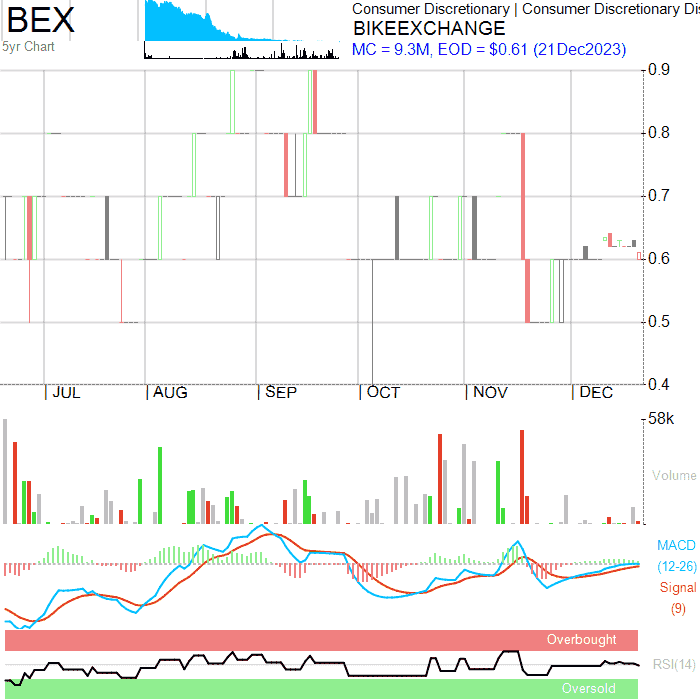 BEX
5yr Chart
Consumer Discretionary | Consumer Discretionary Dis
BIKEEXCHANGE
MC = 9.3M, EOD = $0.61 (21Dec2023)
0.9
0.8
0.7
0.6
0.5
0.4
| JUL | AUG | SEP | OCT | NOV | DEC
58k
Volume
MACD
(12-26)
Signal
(9)
Overbought
RSI(14)
Oversold